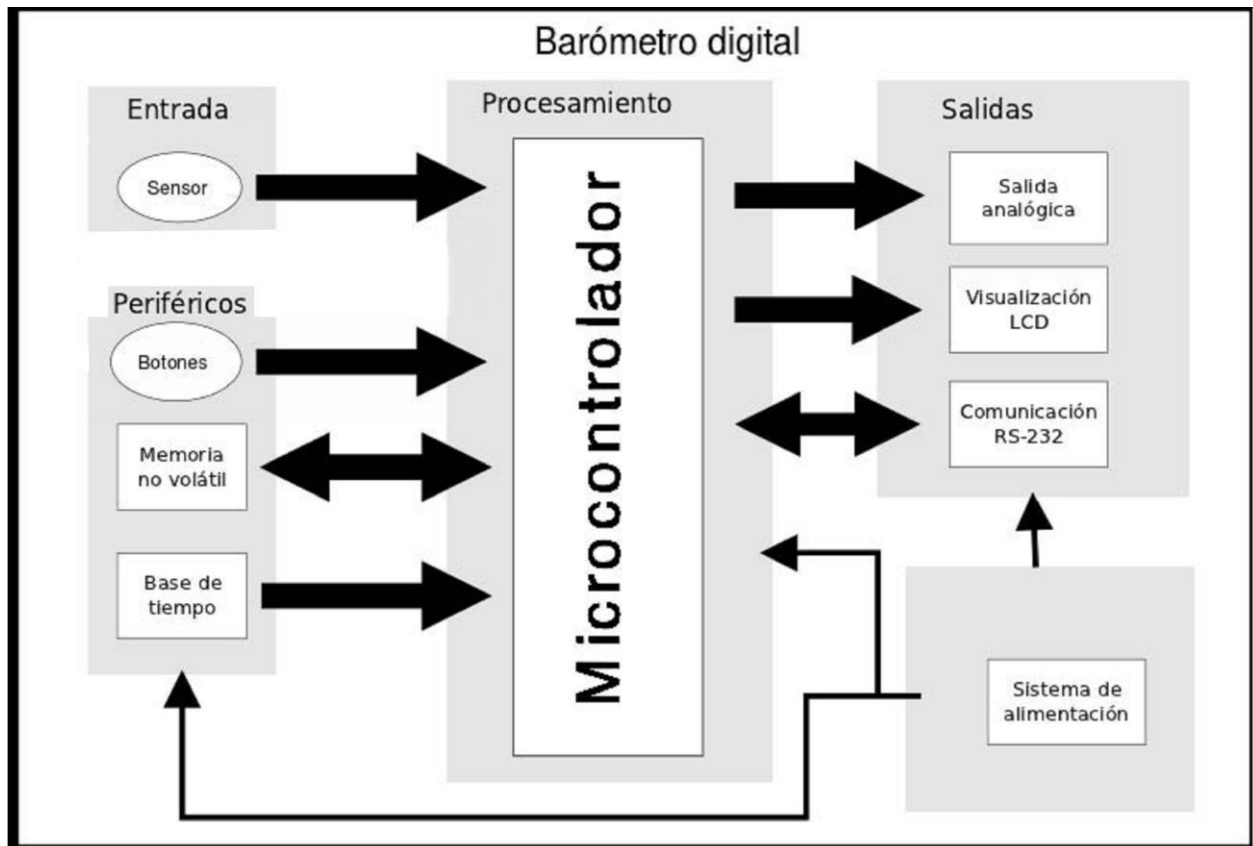 Barómetro digital
Entrada
Sensor
Periféricos
Botones
Memoria
no volátil
Base de
tiempo
Procesamiento
Microcontrolador
Salidas
Salida
analógica
Visualización
LCD
Comunicación
RS-232
Sistema de
alimentación